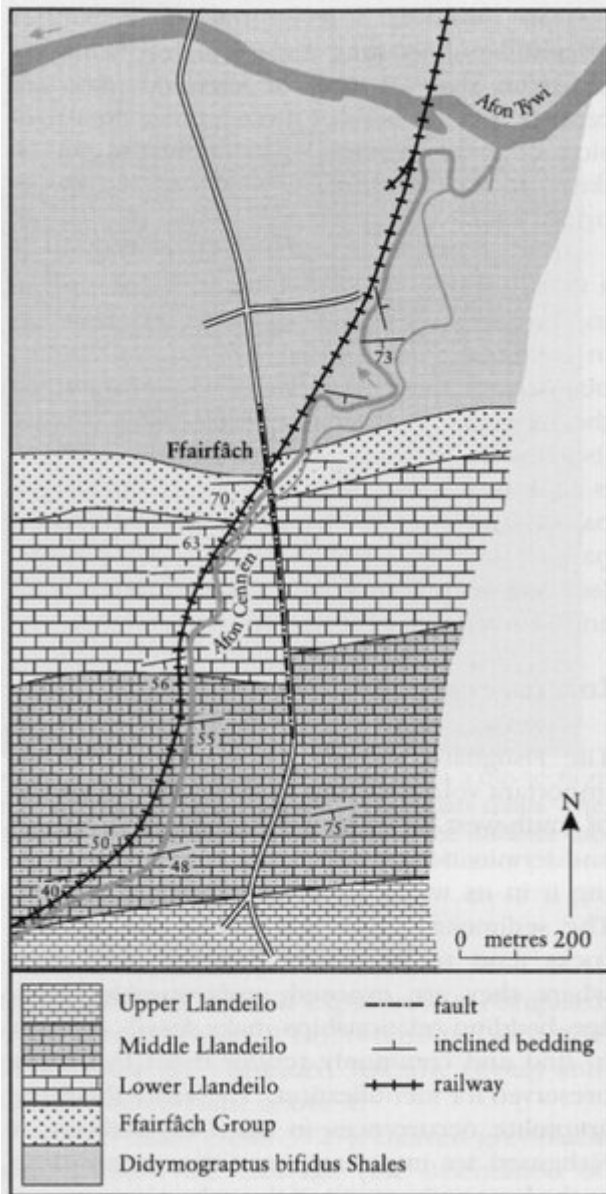 Afon Tywi
73
Ffairfâch
70
63
Afon Cennen
56
55
75
50
48
40
N
0 metres 200
Upper Llandeilo
Middle Llandeilo
Lower Llandeilo
Ffairfâch Group
Didymograptus bifidus Shales
fault
inclined bedding
railway